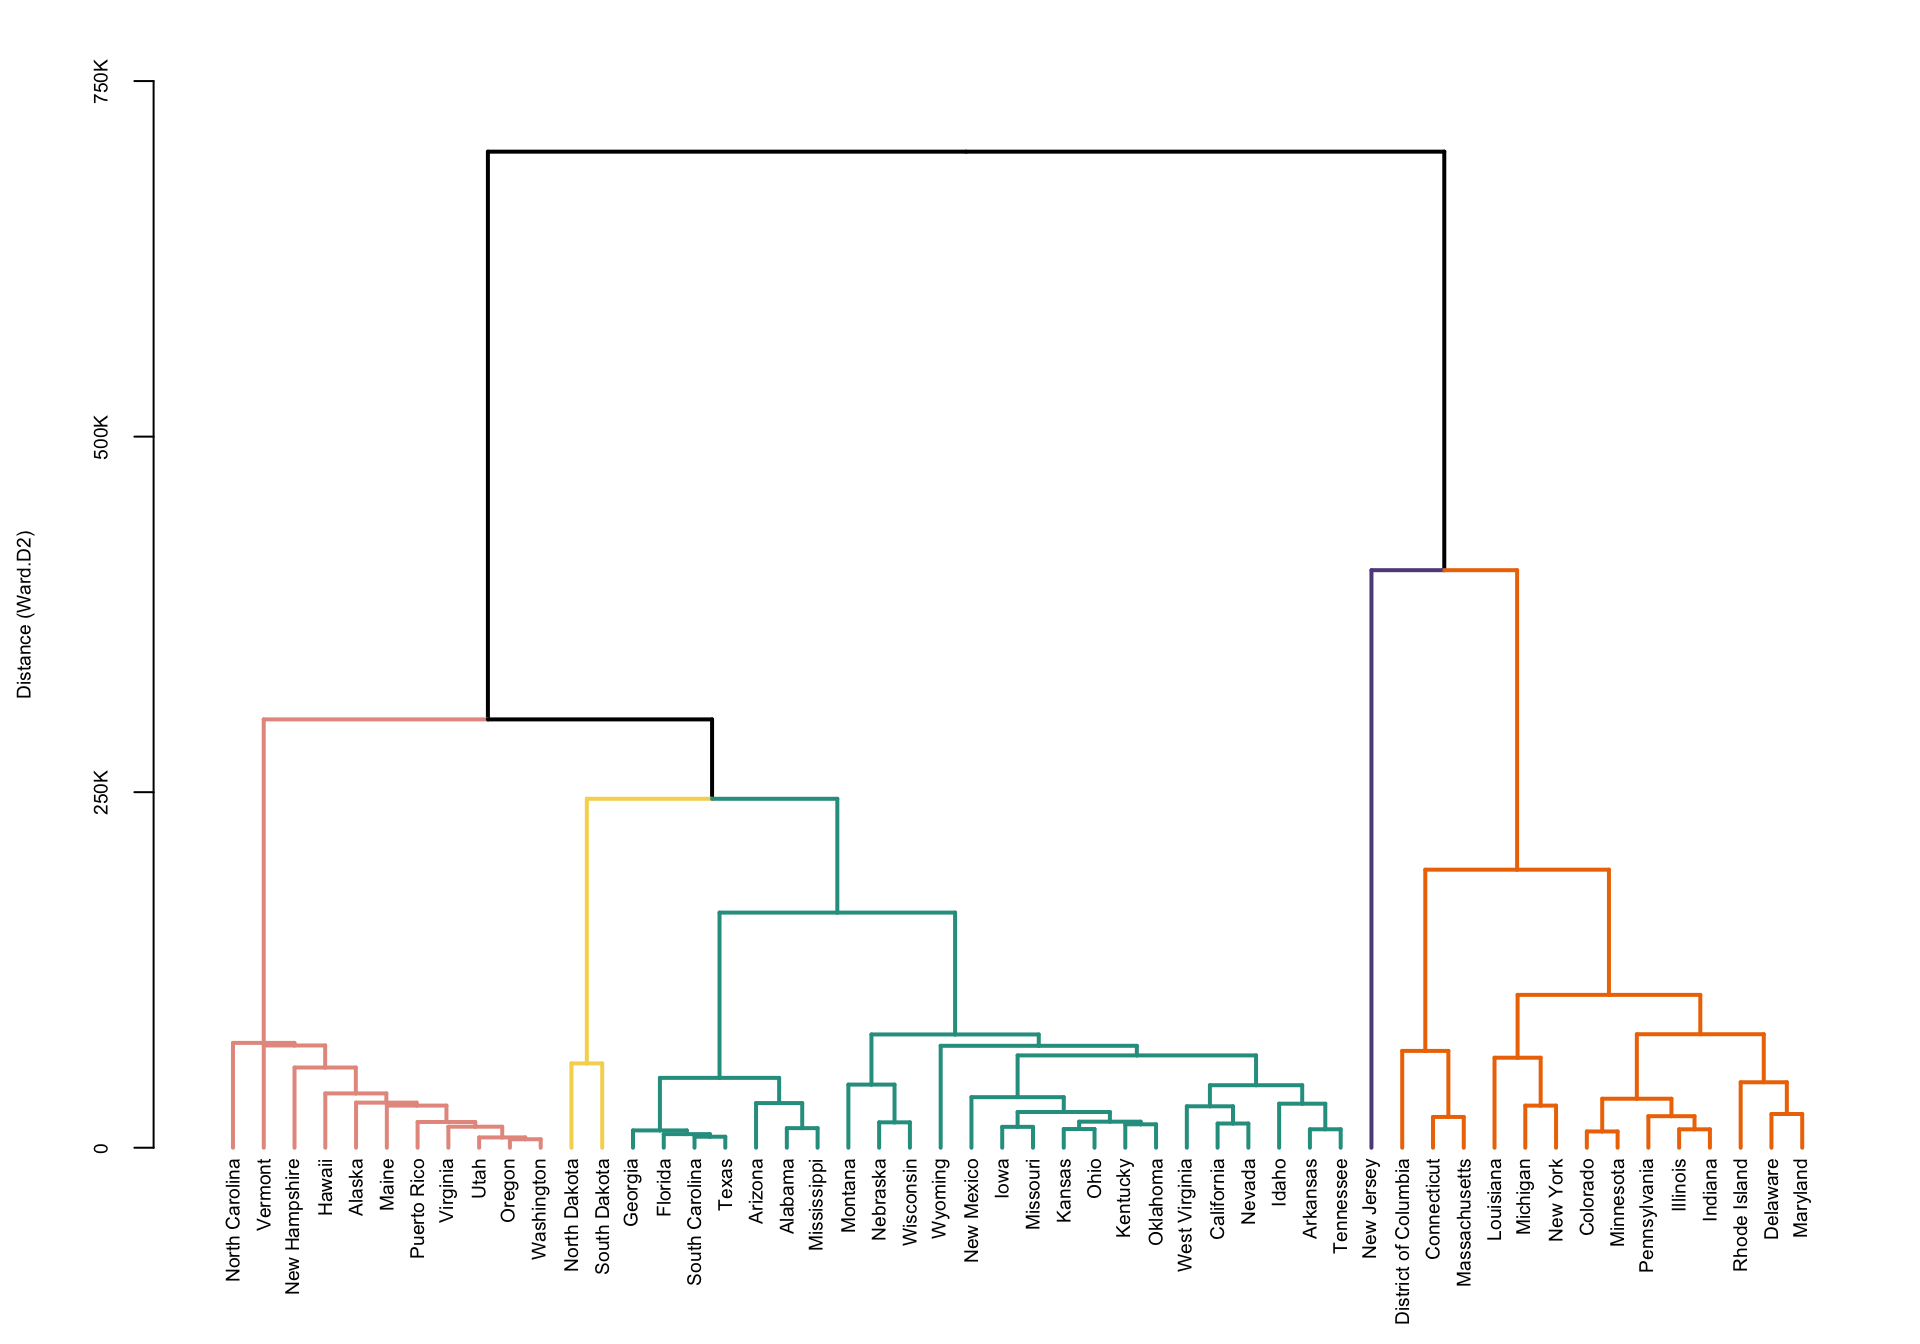 750K
500K
250K
0
Distance (Ward.D2)
North Carolina
Vermont
New Hampshire
Hawaii
Alaska
Maine
Puerto Rico
Virginia
Utah
Oregon
Washington
North Dakota
South Dakota
Georgia
Florida
South Carolina
Texas
Arizona
Alabama
Mississippi
Montana
Nebraska
Wisconsin
Wyoming
New Mexico
Iowa
Missouri
Kansas
Ohio
Kentucky
Oklahoma
West Virginia
California
Nevada
Idaho
Arkansas
Tennessee
New Jersey
District of Columbia
Connecticut
Massachusetts
Louisiana
Michigan
New York
Colorado
Minnesota
Pennsylvania
Illinois
Indiana
Rhode Island
Delaware
Maryland